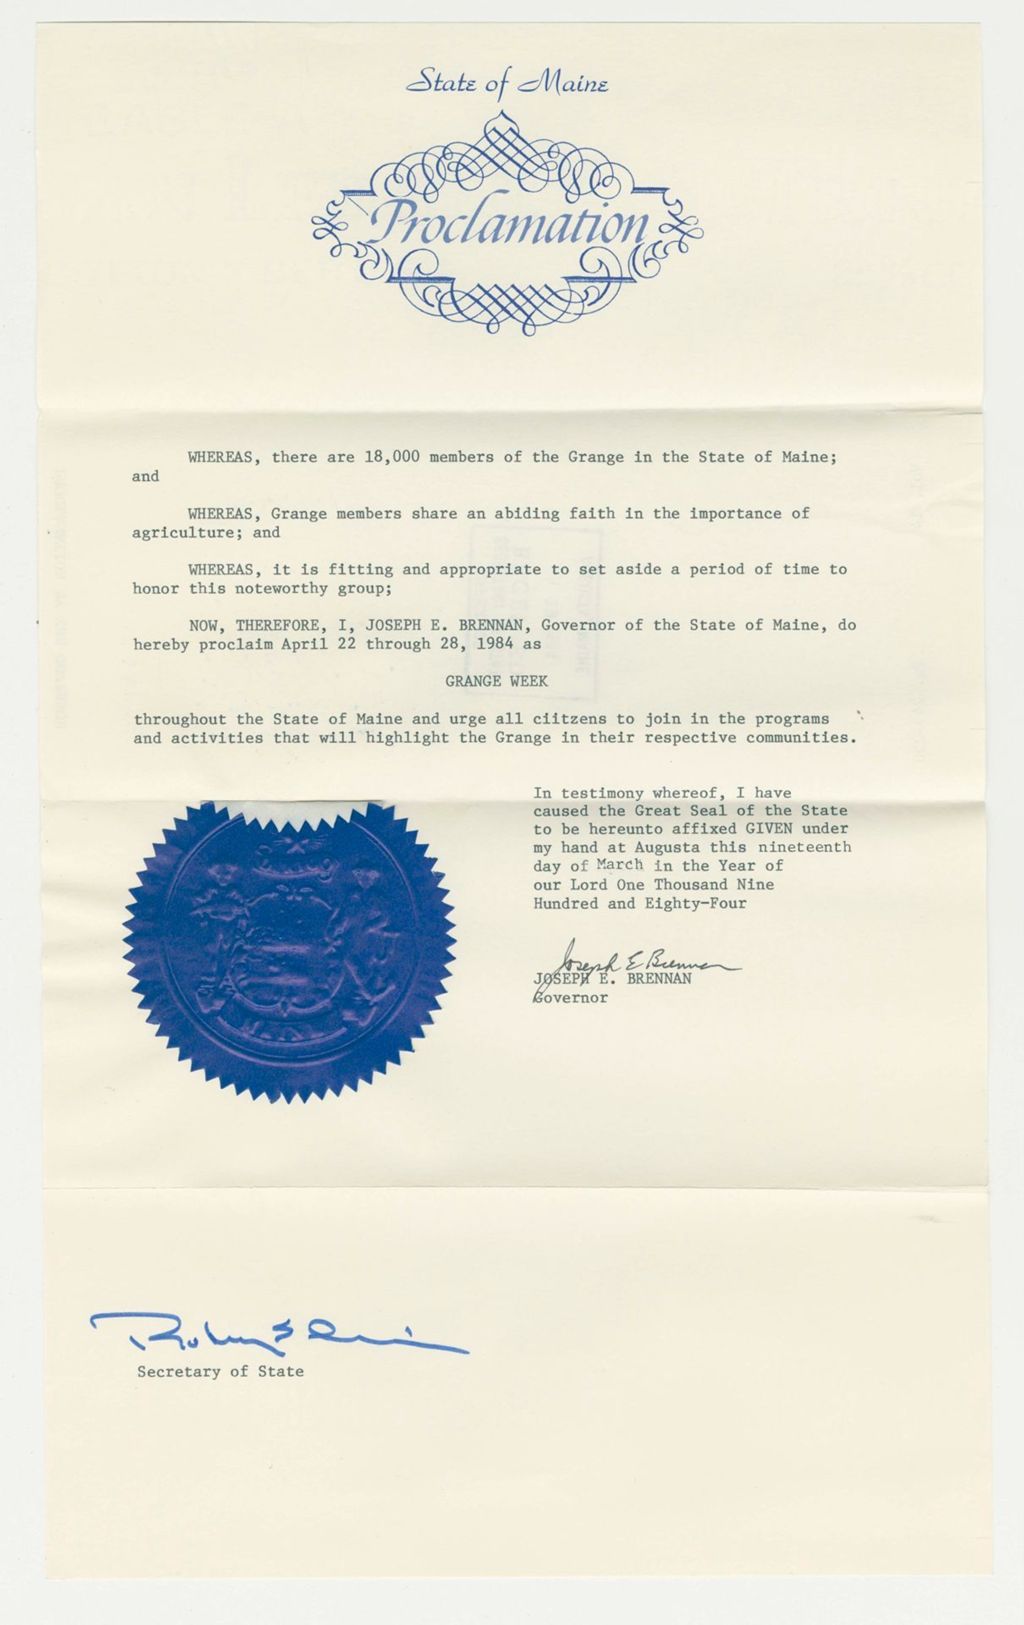 State of Maine
Proclamation
WHEREAS, there are 18,000 members of the Grange in the State of Maine;
and
WHEREAS, Grange members share an abiding faith in the importance of
agriculture; and
WHEREAS, it is fitting and appropriate to set aside a period of time to
honor this noteworthy group;
NOW, THEREFORE, I, JOSEPH E. BRENNAN, Governor of the State of Maine, do
hereby proclaim April 22 through 28, 1984 as
GRANGE WEEK
throughout the State of Maine and urge all ciitzens to join in the programs
and activities that will highlight the Grange in their respective communities.
In testimony whereof, I have
caused the Great Seal of the State
to be hereunto affixed GIVEN under
my hand at Augusta this nineteenth
day of March in the Year of
our Lord One Thousand Nine
Hundred and Eighty-Four
Joseph E Brennan
JOSEPH E. BRENNAN
Governor
Secretary of State